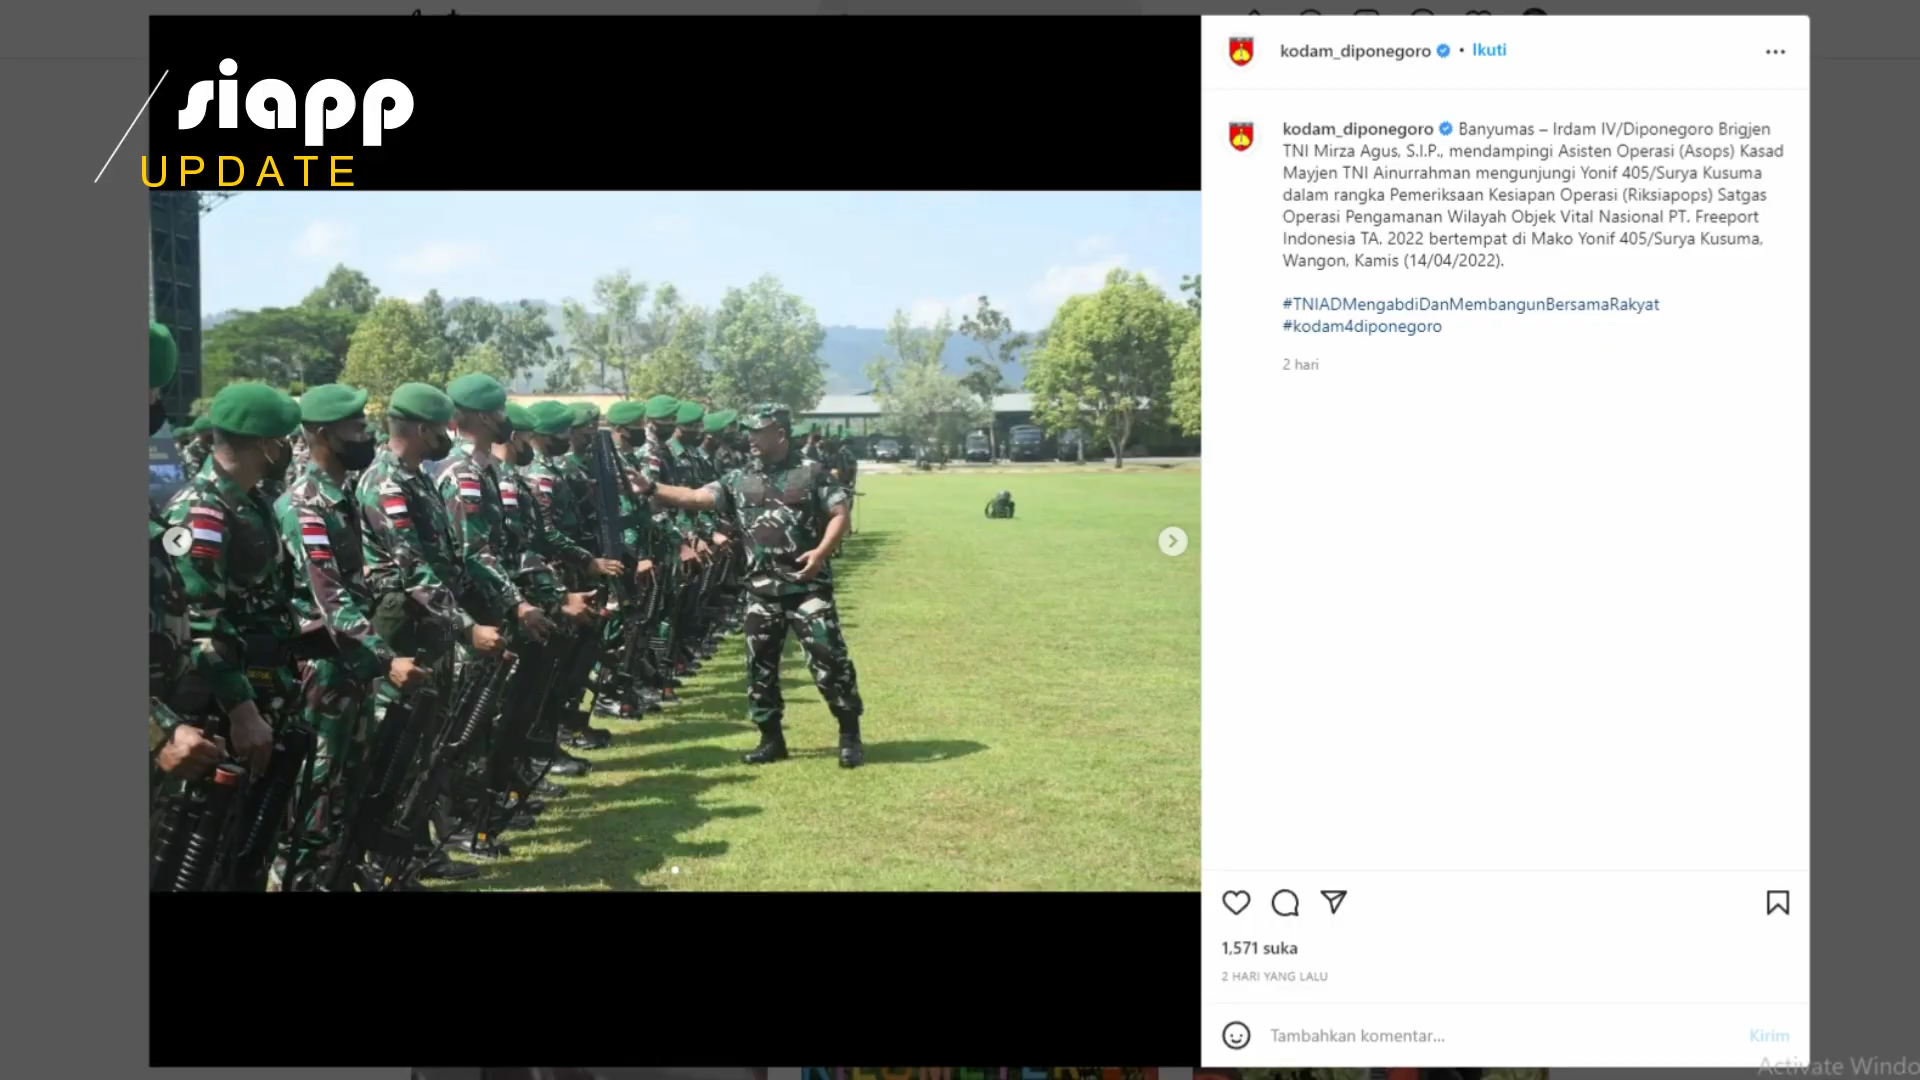 siapp
UPDATE
kodam_diponegoro • Ikuti
kodam_diponegoro Banyumas – Irdam IV/Diponegoro Brigjen
TNI Mirza Agus, S.I.P., mendampingi Asisten Operasi (Asops) Kasad
Mayjen TNI Ainurrahman mengunjungi Yonif 405/Surya Kusuma
dalam rangka Pemeriksaan Kesiapan Operasi (Riksiapops) Satgas
Operasi Pengamanan Wilayah Objek Vital Nasional PT. Freeport
Indonesia TA. 2022 bertempat di Mako Yonif 405/Surya Kusuma,
Wangon, Kamis (14/04/2022).
#TNIADMengabdiDanMembangunBersamaRakyat
#kodam4diponegoro
2 hari
1,571 suka
2 HARI YANG LALU
Tambahkan komentar...
Kirim
Activate Windo